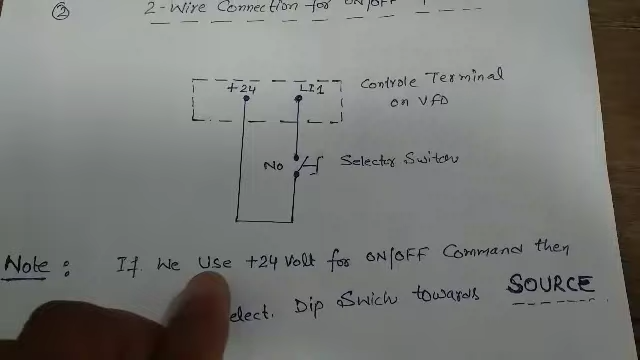 ②
2-Wire Connection for ON/OFF
+24 LI1
Controle Terminal
on VFD
NO
Selector Switch
Note : If we use +24 Volt for ON/OFF Command then
elect. Dip Swich towards SOURCE